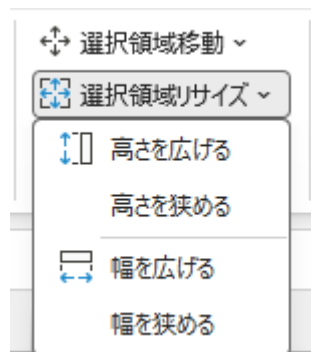 選択領域移動
選択領域リサイズ
高さを広げる
高さを狭める
幅を広げる
幅を狭める